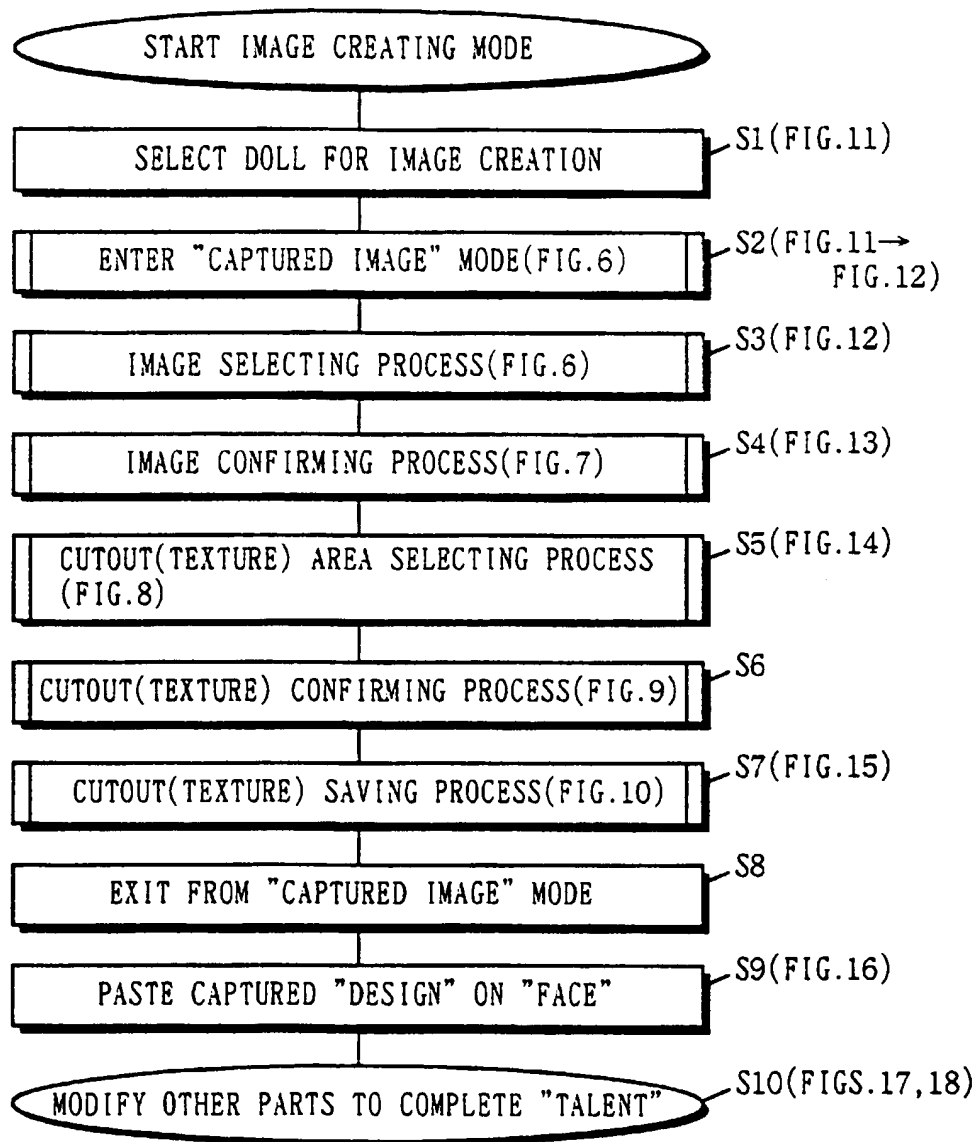 START IMAGE CREATING MODE
SELECT DOLL FOR IMAGE CREATION
S1(FIG.11)
ENTER "CAPTURED IMAGE" MODE(FIG.6)
S2(FIG.11→
FIG.12)
IMAGE SELECTING PROCESS(FIG.6)
S3(FIG.12)
IMAGE CONFIRMING PROCESS(FIG.7)
S4(FIG.13)
CUTOUT(TEXTURE) AREA SELECTING PROCESS
(FIG.8)
S5(FIG.14)
CUTOUT(TEXTURE) CONFIRMING PROCESS(FIG.9)
S6
CUTOUT(TEXTURE) SAVING PROCESS(FIG.10)
S7(FIG.15)
EXIT FROM "CAPTURED IMAGE" MODE
S8
PASTE CAPTURED "DESIGN" ON "FACE"
S9(FIG.16)
MODIFY OTHER PARTS TO COMPLETE "TALENT"
S10(FIGS.17,18)